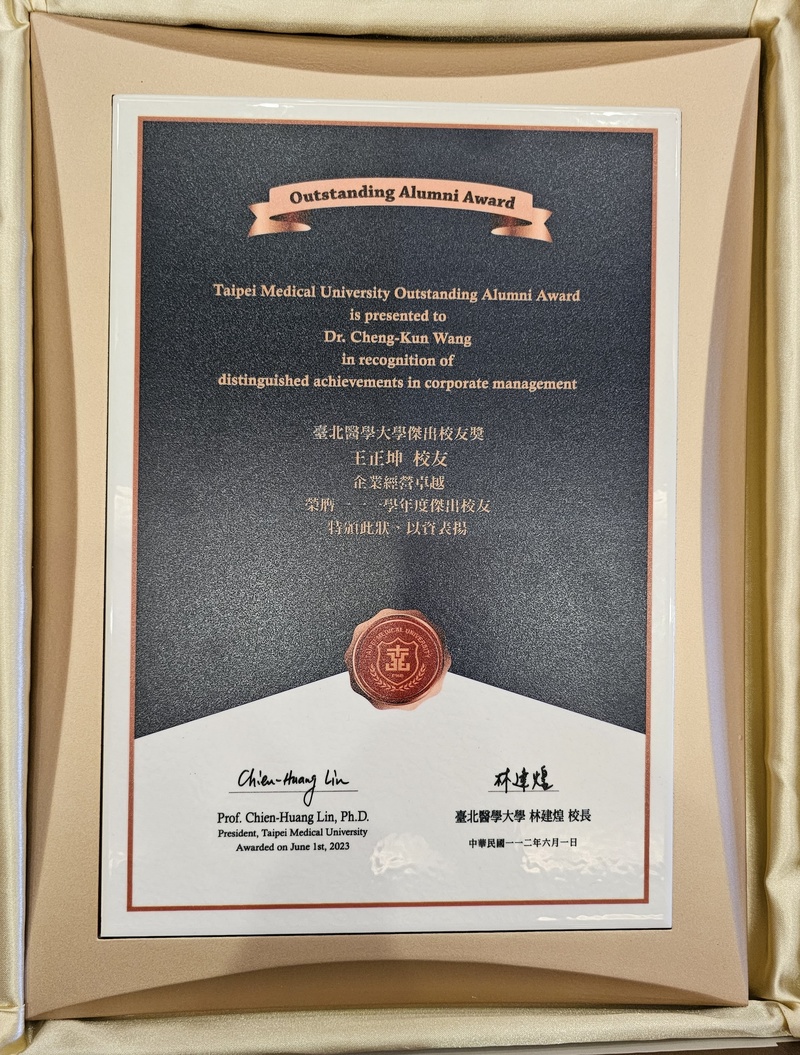 Outstanding Alumni Award
Taipei Medical University Outstanding Alumni Award
is presented to
Dr. Cheng-Kun Wang
in recognition of
distinguished achievements in corporate management
臺北醫學大學傑出校友獎
王正坤 校友
企業經營卓越
榮膺 一一一學年度傑出校友
特頒此狀、以資表揚
TAIPEI MEDICAL UNIVERSITY
1960
Chien-Huang Lin
林建煌
Prof. Chien-Huang Lin, Ph.D.
President, Taipei Medical University
Awarded on June 1st, 2023
臺北醫學大學 林建煌 校長
中華民國一一二年六月一日